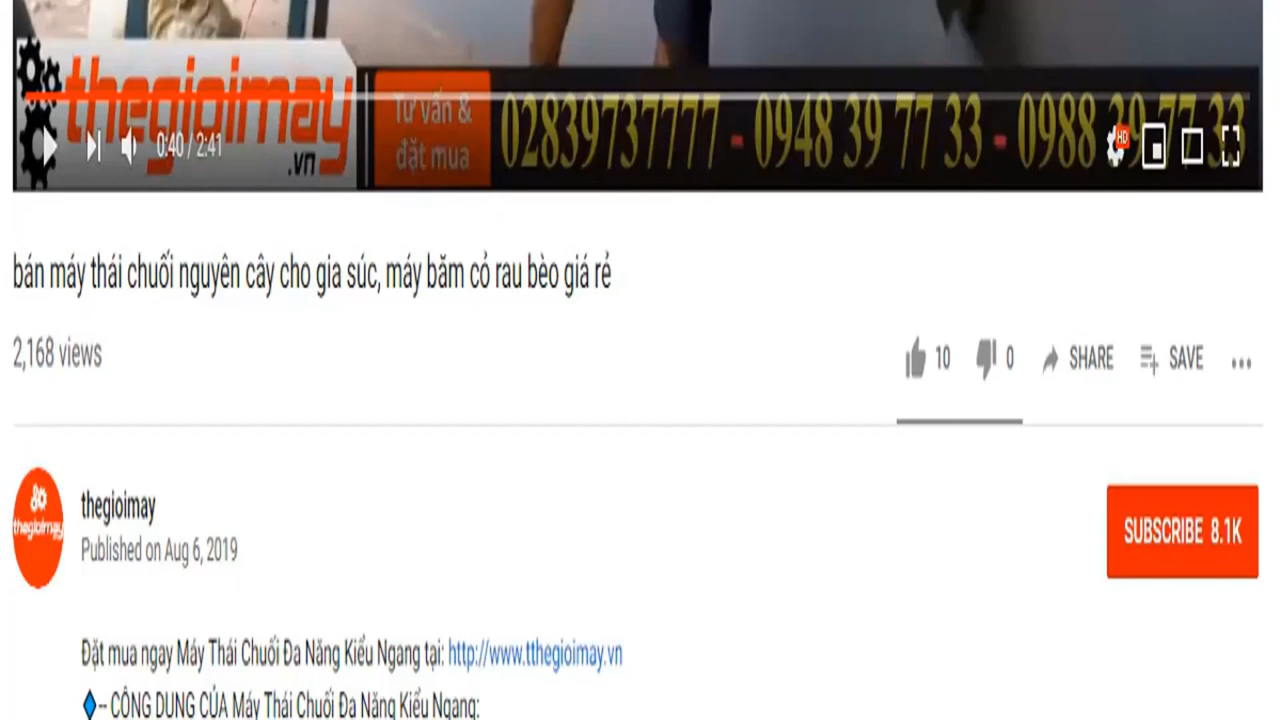 thegioimay
.vn
Tư vấn &
đặt mua
02839737777 - 0948 39 77 33 - 0988 39 77 33
HD
0:40 / 2:41
bán máy thái chuối nguyên cây cho gia súc, máy băm cỏ rau bèo giá rẻ
2,168 views
10 0 SHARE SAVE
thegioimay
thegioimay
Published on Aug 6, 2019
SUBSCRIBE 8.1K
Đặt mua ngay Máy Thái Chuối Đa Năng Kiểu Ngang tại: http://www.tthegioimay.vn
-- CÔNG DỤNG CỦA Máy Thái Chuối Đa Năng Kiểu Ngang: